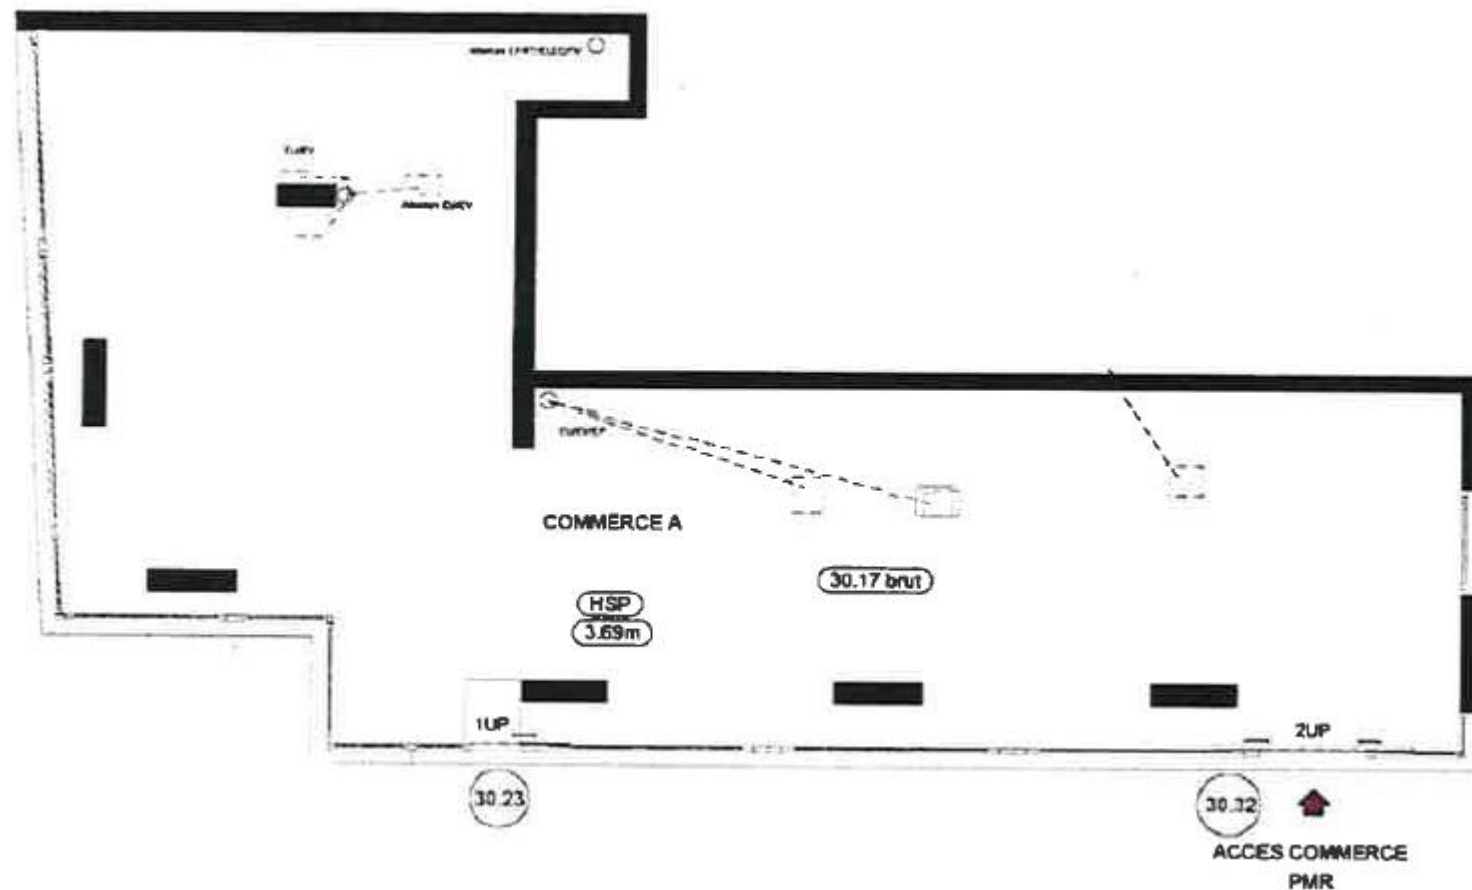 COMMERCE A
30.17 brut
HSP
3.69m
1UP
2UP
30.23
30.32
ACCES COMMERCE
PMR